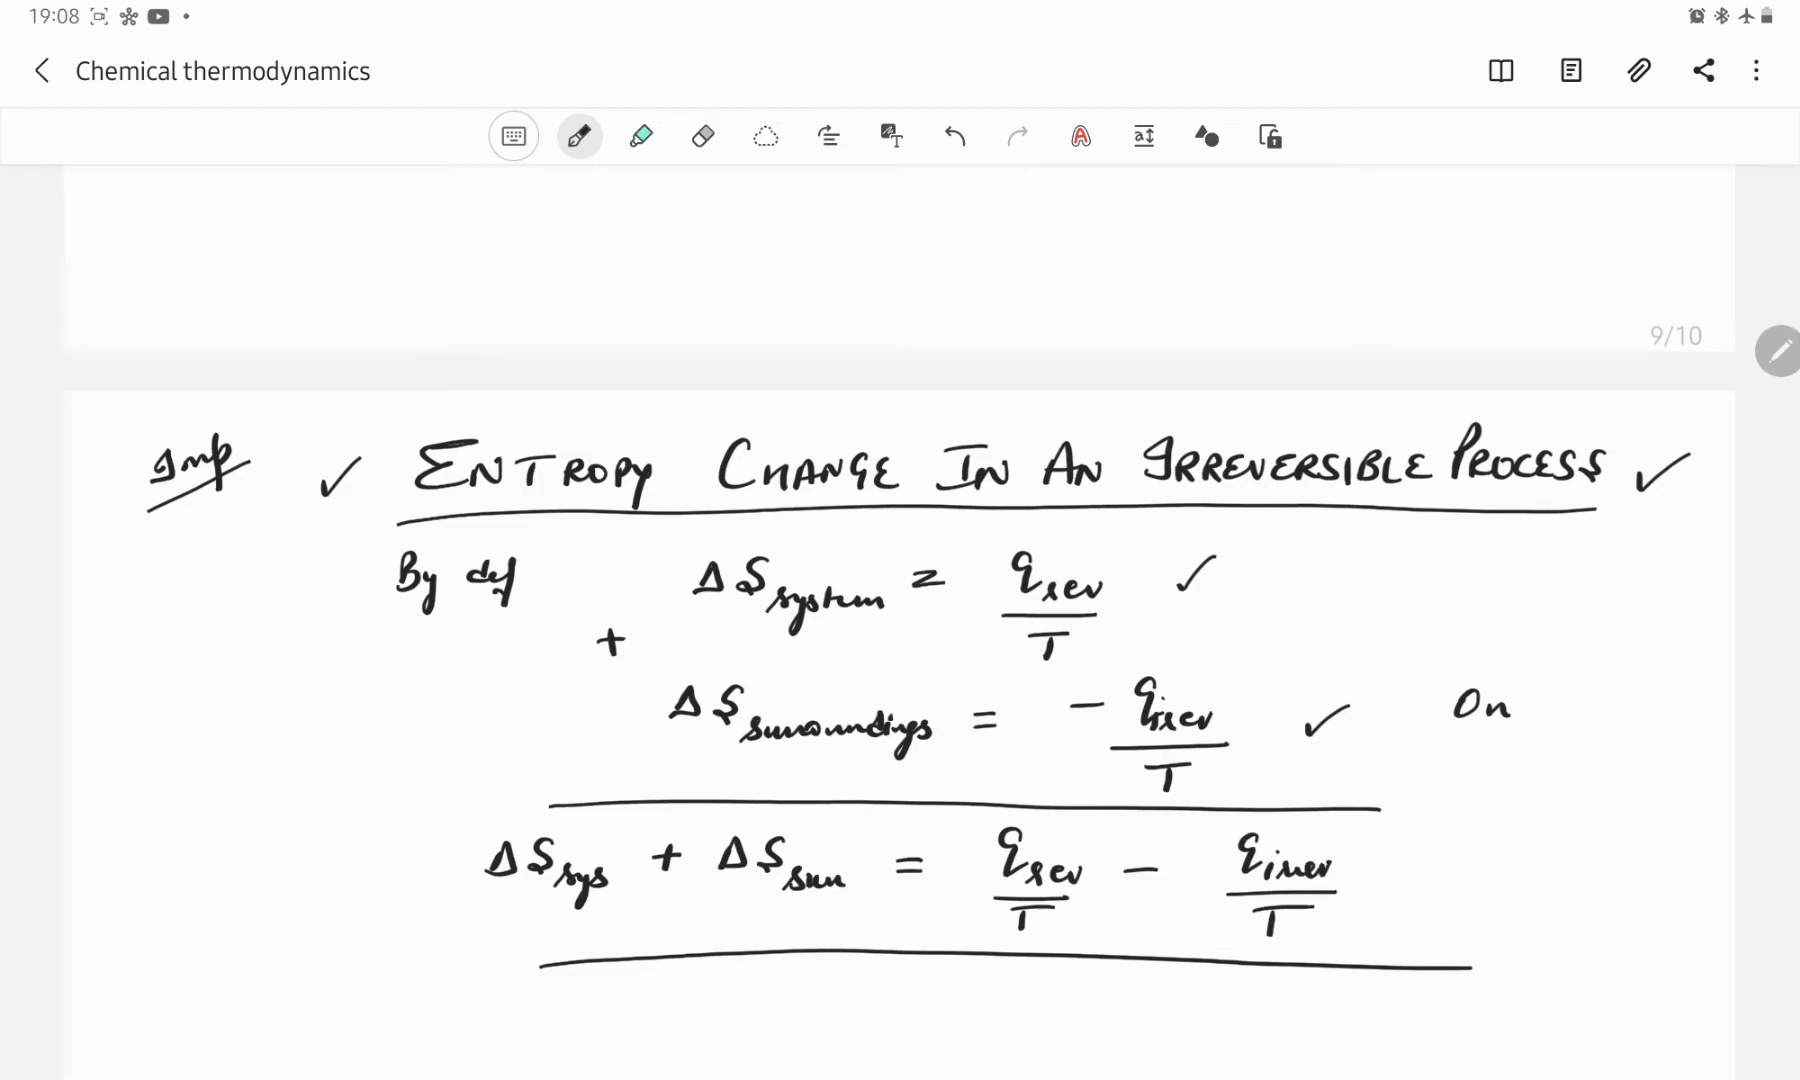 19:08
Chemical thermodynamics
9/10
Imp ✓ ENTROPY CHANGE IN AN IRREVERSIBLE PROCESS ✓
By def ΔS_system = q_rev/T ✓
+
ΔS_surroundings = - q_irrev/T ✓ On
ΔS_sys + ΔS_surr = q_rev/T - q_irrev/T